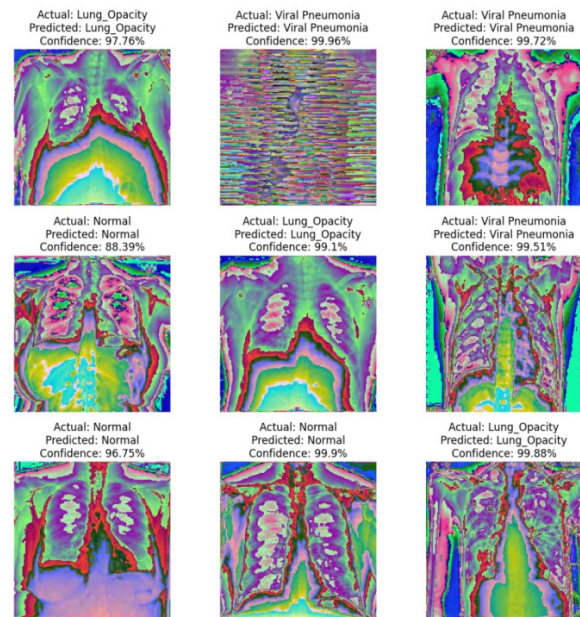 Actual: Lung_Opacity
Predicted: Lung_Opacity
Confidence: 97.76%
Actual: Viral Pneumonia
Predicted: Viral Pneumonia
Confidence: 99.96%
Actual: Viral Pneumonia
Predicted: Viral Pneumonia
Confidence: 99.72%
Actual: Normal
Predicted: Normal
Confidence: 88.39%
Actual: Lung_Opacity
Predicted: Lung_Opacity
Confidence: 99.1%
Actual: Viral Pneumonia
Predicted: Viral Pneumonia
Confidence: 99.51%
Actual: Normal
Predicted: Normal
Confidence: 96.75%
Actual: Normal
Predicted: Normal
Confidence: 99.9%
Actual: Lung_Opacity
Predicted: Lung_Opacity
Confidence: 99.88%